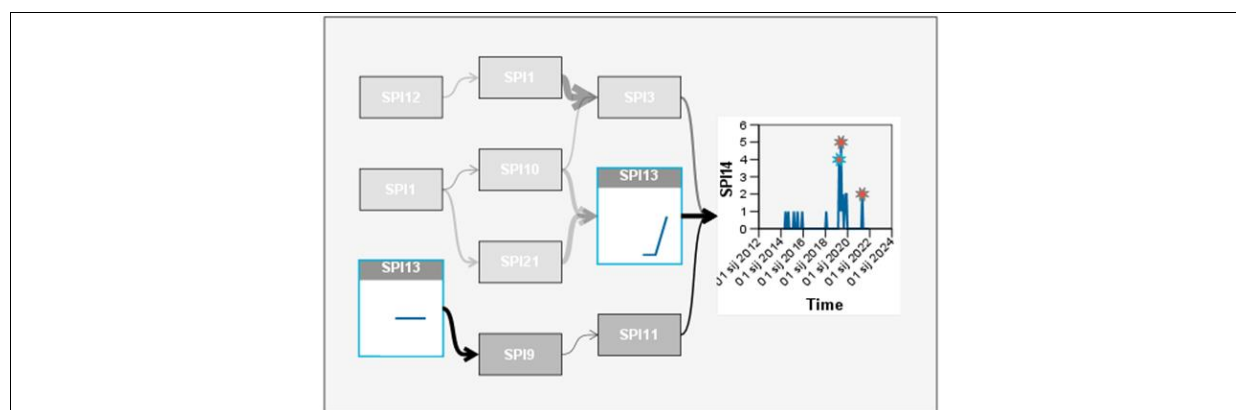 SPI12
SPI1
SPI3
SPI1
SPI10
SPI13
SPI21
SPI13
SPI9
SPI11
SPI14
6
5
4
3
2
1
0
01 sij 2012
01 sij 2014
01 sij 2016
01 sij 2018
01 sij 2020
01 sij 2022
01 sij 2024
Time